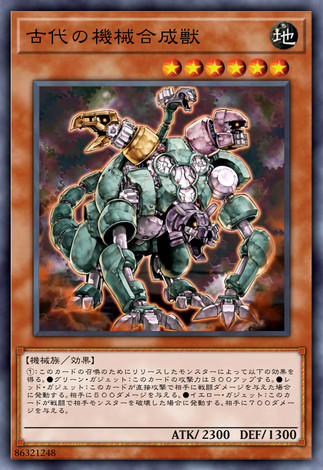 古代の機械合成獣
地
【機械族/効果】
①:このカードの召喚のためにリリースしたモンスターによって以下の効果を
得る。●グリーン・ガジェット:このカードの攻撃力は300アップする。●レ
ッド・ガジェット:このカードが直接攻撃で相手に戦闘ダメージを与えた場合
に発動する。相手に500ダメージを与える。●イエロー・ガジェット:このカー
ドが戦闘で相手モンスターを破壊した場合に発動する。相手に700ダメージ
を与える。
ATK/2300 DEF/1300
86321248